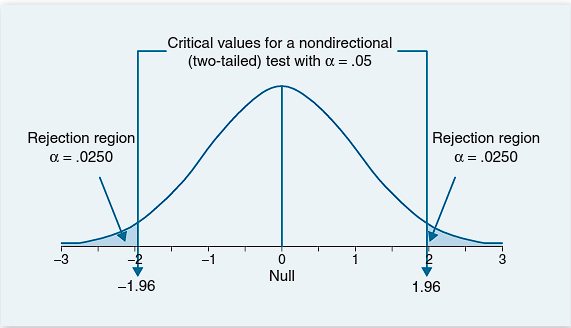 Critical values for a nondirectional
(two-tailed) test with α = .05
Rejection region
α = .0250
Rejection region
α = .0250
–3
–2
–1
0
1
2
3
Null
–1.96
1.96